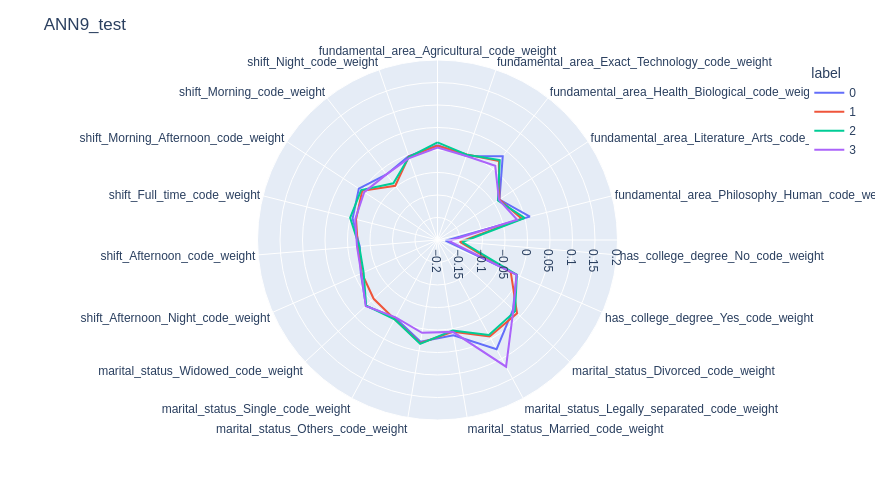 ANN9_test
fundamental_area_Agricultural_code_weight
shift_Night_code_weight
fundamental_area_Exact_Technology_code_weight
label
shift_Morning_code_weight
fundamental_area_Health_Biological_code_weig
0
1
2
3
shift_Morning_Afternoon_code_weight
fundamental_area_Literature_Arts_code_
shift_Full_time_code_weight
fundamental_area_Philosophy_Human_code_we
shift_Afternoon_code_weight
−0.2
−0.15
−0.1
−0.05
0
0.05
0.1
0.15
0.2
has_college_degree_No_code_weight
shift_Afternoon_Night_code_weight
has_college_degree_Yes_code_weight
marital_status_Widowed_code_weight
marital_status_Divorced_code_weight
marital_status_Single_code_weight
marital_status_Legally_separated_code_weight
marital_status_Others_code_weight
marital_status_Married_code_weight